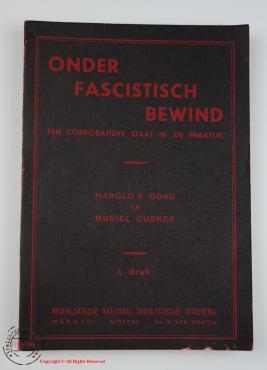 ONDER
FASCISTISCH
BEWIND
EEN CORPORATIEVE STAAT IN DE PRAKTIJK
HAROLD E. GOAD
EN
MURIEL CURREY
4e druk
NEDERLANDSCHE NATIONAAL SOCIALISTISCHE UITGEVERIJ
UTRECHT
Copyright © All Rights Reserved